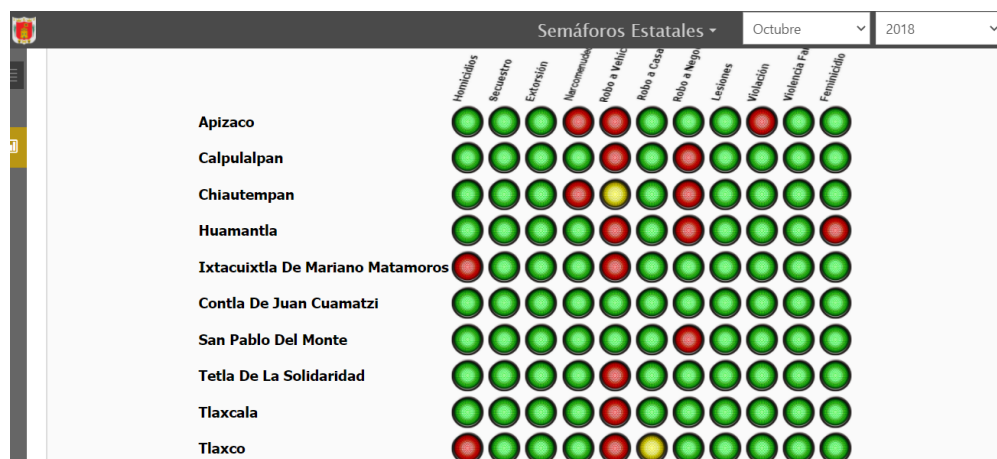 Semáforos Estatales
Octubre
2018
Homicidios
Secuestro
Extorsión
Robo a Casa
Lesiones
Violación
Feminicidio
Apizaco
Calpulalpan
Chiautempan
Huamantla
Ixtacuixtla De Mariano Matamoros
Contla De Juan Cuamatzi
San Pablo Del Monte
Tetla De La Solidaridad
Tlaxcala
Tlaxco